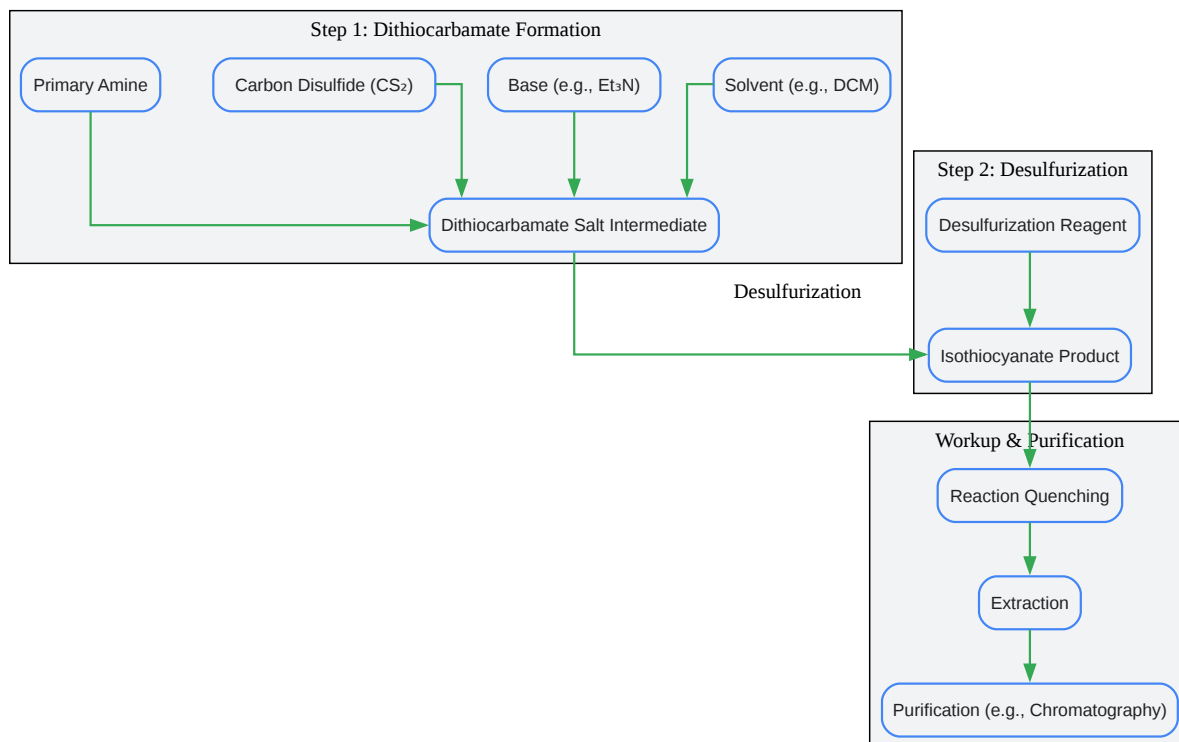 Step 1: Dithiocarbamate Formation
Primary Amine
Carbon Disulfide (CS₂)
Base (e.g., Et₃N)
Solvent (e.g., DCM)
Dithiocarbamate Salt Intermediate
Step 2: Desulfurization
Desulfurization Reagent
Desulfurization
Isothiocyanate Product
Workup & Purification
Reaction Quenching
Extraction
Purification (e.g., Chromatography)